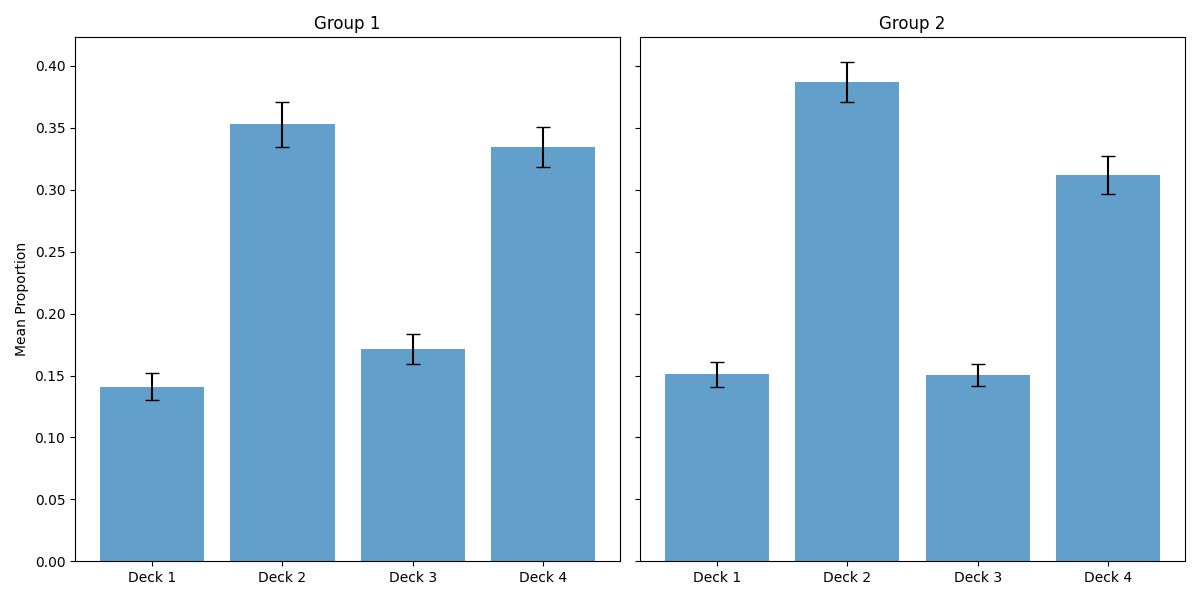 Group 1
Group 2
Mean Proportion
0.40
0.35
0.30
0.25
0.20
0.15
0.10
0.05
0.00
Deck 1 Deck 2 Deck 3 Deck 4
Deck 1 Deck 2 Deck 3 Deck 4